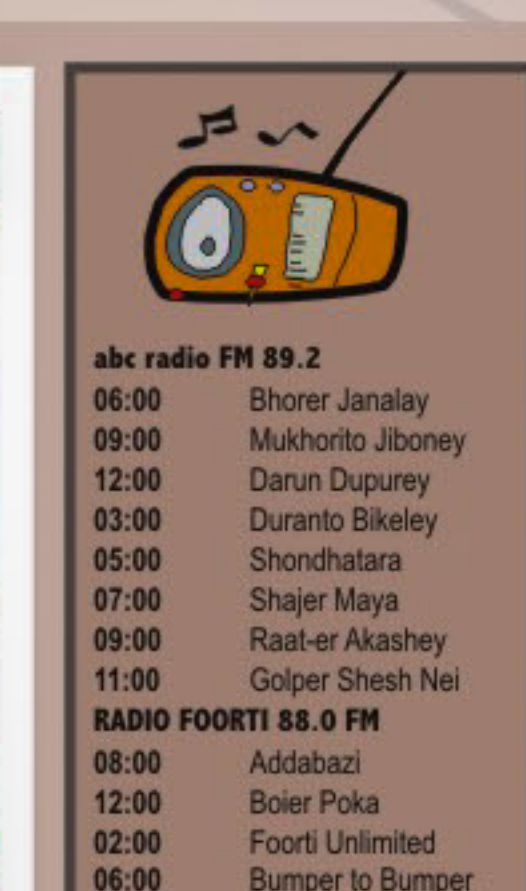 abc radio FM 89.2
06:00 Bhorer Janalay
09:00 Mukhorito Jiboney
12:00 Darun Dupurey
03:00 Duranto Bikeley
05:00 Shondhatara
07:00 Shajer Maya
09:00 Raat-er Akashey
11:00 Golper Shesh Nei
RADIO FOORTI 88.0 FM
08:00 Addabazi
12:00 Boier Poka
02:00 Foorti Unlimited
06:00 Bumper to Bumper